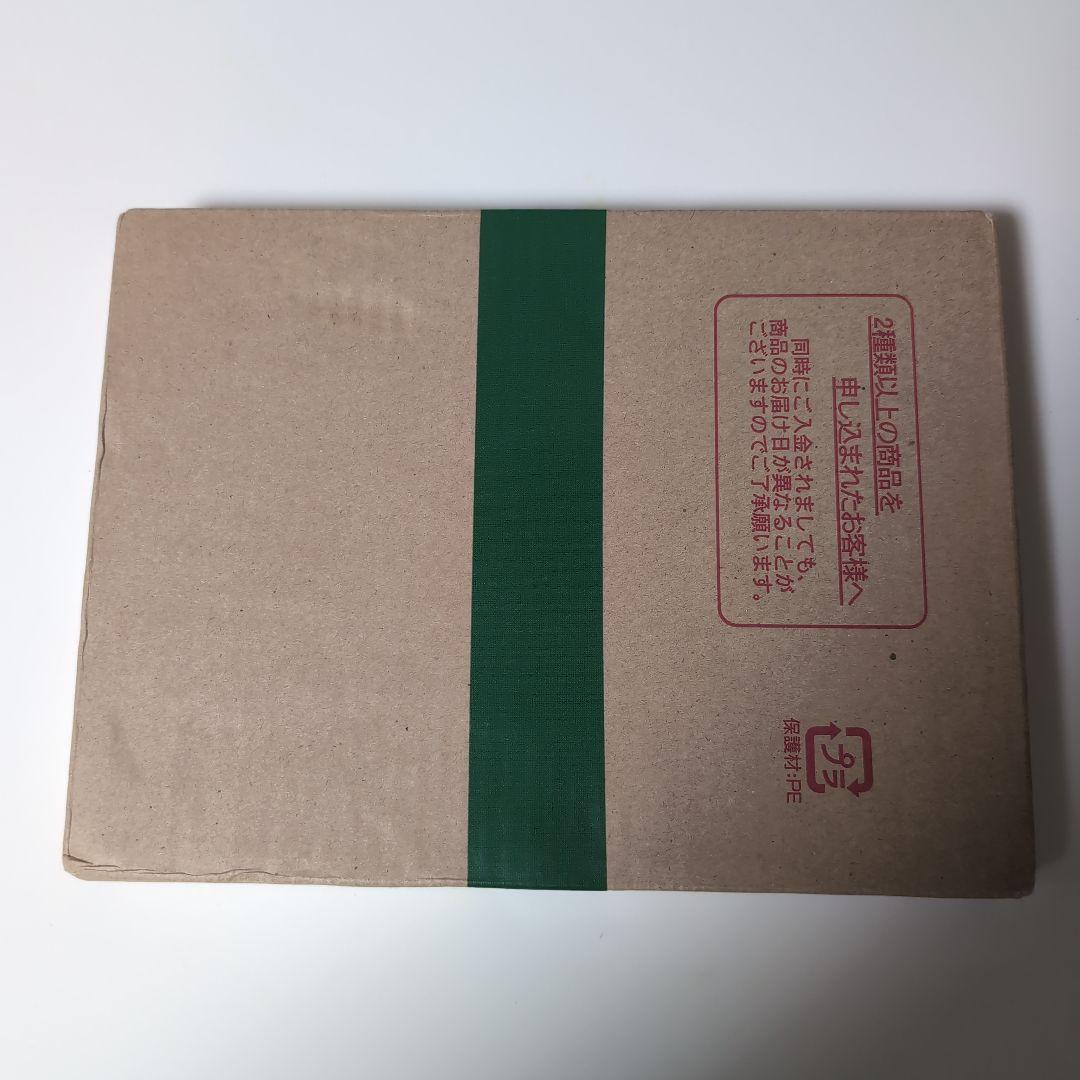 2種類以上の商品を
申し込まれたお客様へ
同時にご入金されましても、
商品のお届け日が異なることが
ございますのでご了承願います。
プラ
保護材:PE